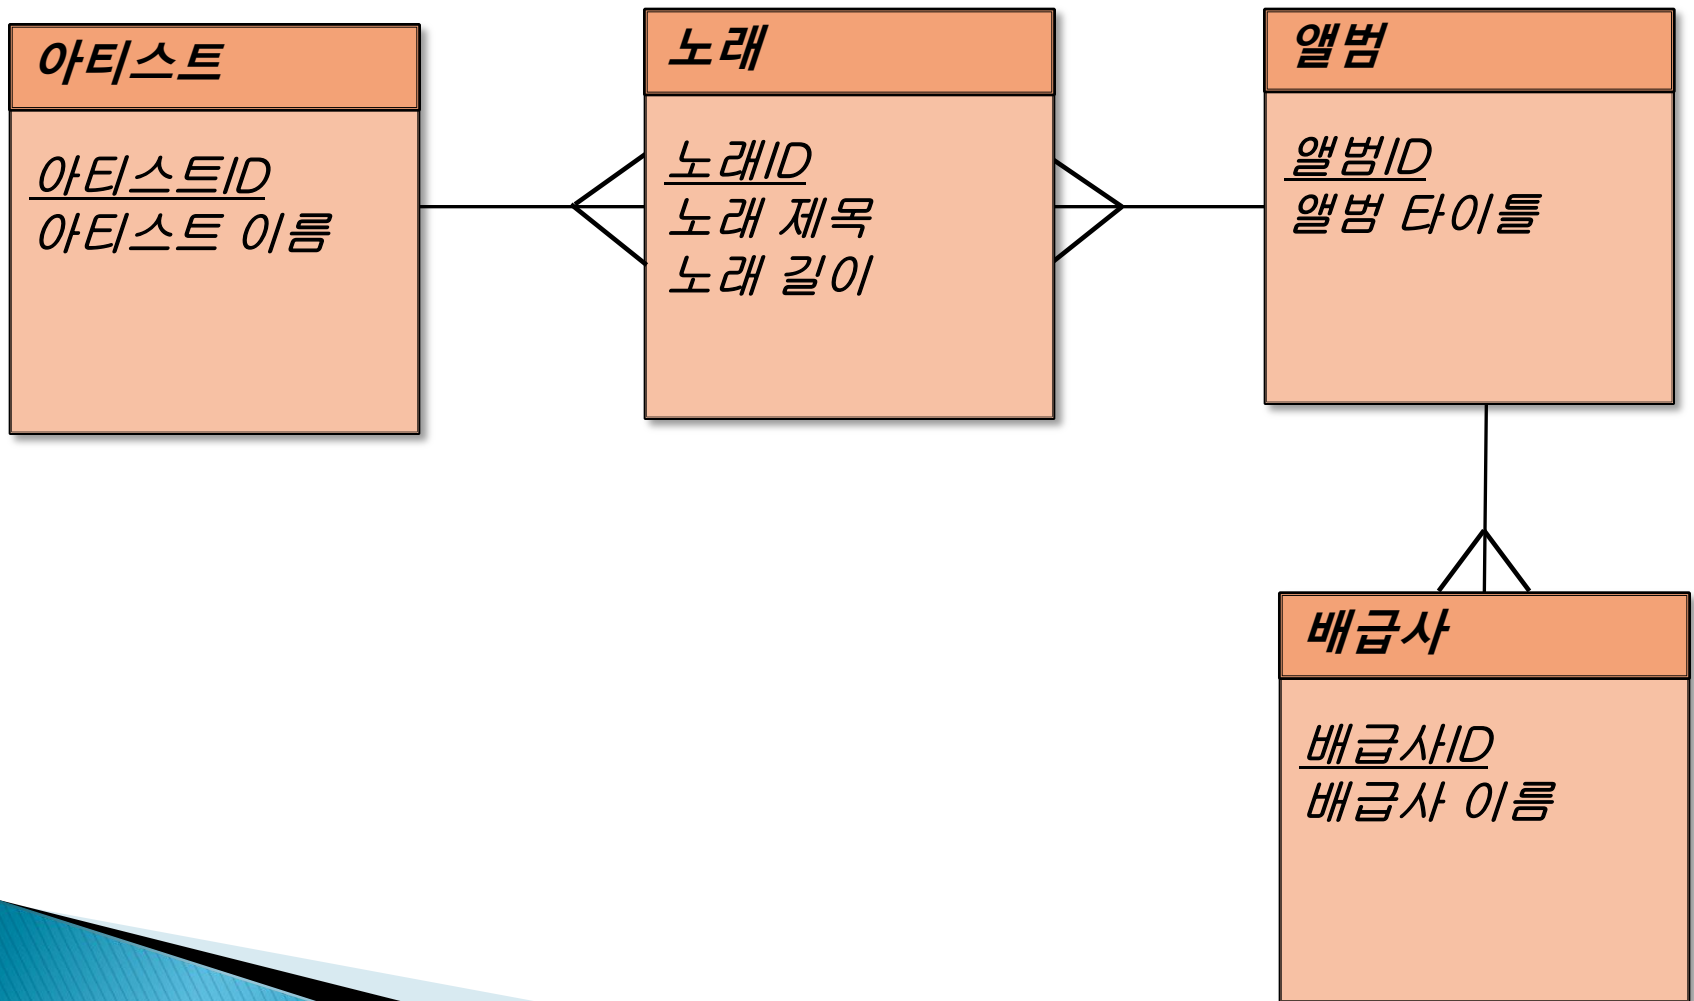 아티스트
아티스트ID
아티스트 이름
노래
노래ID
노래 제목
노래 길이
앨범
앨범ID
앨범 타이틀
배급사
배급사ID
배급사 이름